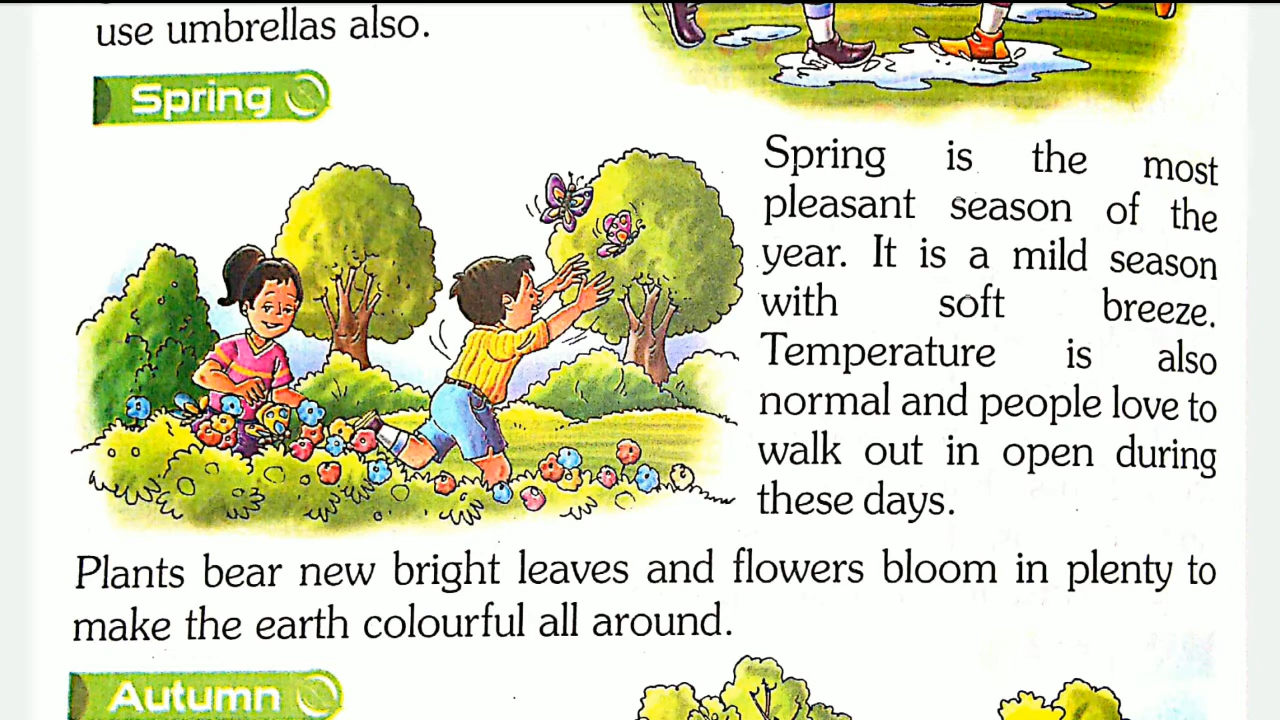 use umbrellas also.
Spring
Spring is the most
pleasant season of the
year. It is a mild season
with soft breeze.
Temperature is also
normal and people love to
walk out in open during
these days.
Plants bear new bright leaves and flowers bloom in plenty to
make the earth colourful all around.
Autumn